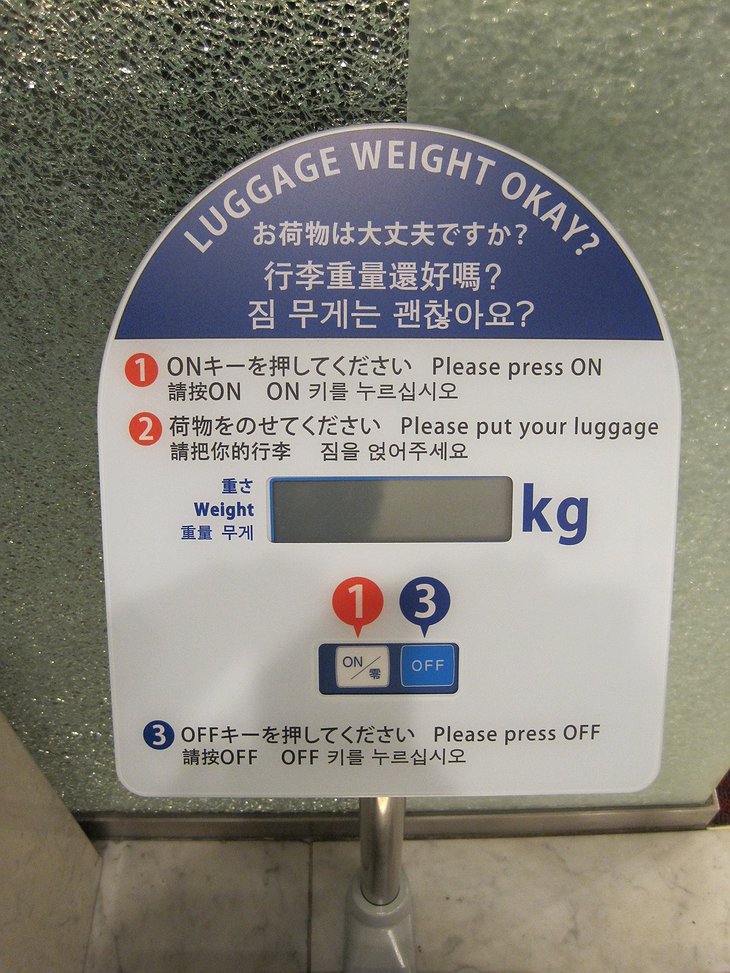 LUGGAGE WEIGHT OKAY?
お荷物は大丈夫ですか?
行李重量還好嗎?
짐 무게는 괜찮아요?
1 ONキーを押してください Please press ON
請按ON ON 키를 누르십시오
2 荷物をのせてください Please put your luggage
請把你的行李 짐을 얹어주세요
重さ
Weight
重量 무게
kg
1 3
ON/零 OFF
3 OFFキーを押してください Please press OFF
請按OFF OFF 키를 누르십시오